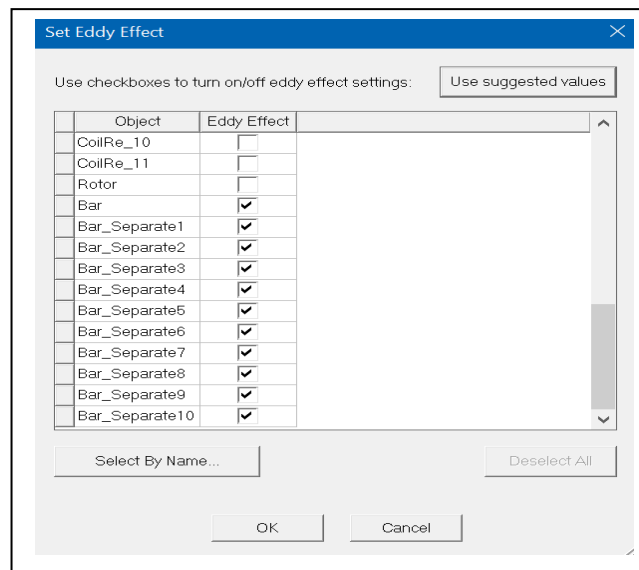 Set Eddy Effect
Use checkboxes to turn on/off eddy effect settings: Use suggested values
Object Eddy Effect
CoilRe_10
CoilRe_11
Rotor
Bar
Bar_Separate1
Bar_Separate2
Bar_Separate3
Bar_Separate4
Bar_Separate5
Bar_Separate6
Bar_Separate7
Bar_Separate8
Bar_Separate9
Bar_Separate10
Select By Name... Deselect All
OK Cancel